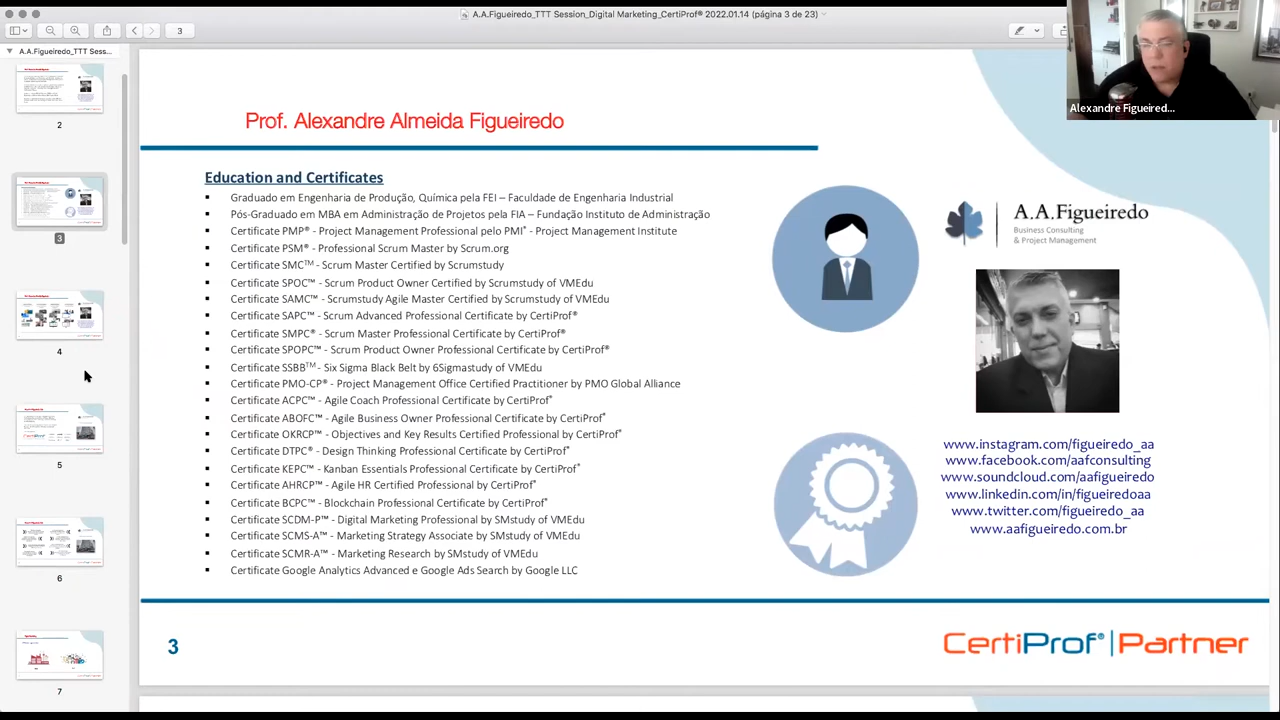 A.A.Figueiredo_TTT Session_Digital Marketing_CertiProf® 2022.01.14 (página 3 de 23)
3
A.A.Figueiredo_TTT Sess...
2
3
4
5
6
7
Alexandre Figueired...
Prof. Alexandre Almeida Figueiredo
Education and Certificates
▪ Graduado em Engenharia de Produção, Química pela FEI – Faculdade de Engenharia Industrial
▪ Pós-Graduado em MBA em Administração de Projetos pela FIA – Fundação Instituto de Administração
▪ Certificate PMP® - Project Management Professional pelo PMI® - Project Management Institute
▪ Certificate PSM® - Professional Scrum Master by Scrum.org
▪ Certificate SMC™ - Scrum Master Certified by Scrumstudy
▪ Certificate SPOC™ - Scrum Product Owner Certified by Scrumstudy of VMEdu
▪ Certificate SAMC™ - Scrumstudy Agile Master Certified by Scrumstudy of VMEdu
▪ Certificate SAPC™ - Scrum Advanced Professional Certificate by CertiProf®
▪ Certificate SMPC® - Scrum Master Professional Certificate by CertiProf®
▪ Certificate SPOPC™ - Scrum Product Owner Professional Certificate by CertiProf®
▪ Certificate SSBB™ - Six Sigma Black Belt by 6Sigmastudy of VMEdu
▪ Certificate PMO-CP® - Project Management Office Certified Practitioner by PMO Global Alliance
▪ Certificate ACPC™ - Agile Coach Professional Certificate by CertiProf®
▪ Certificate ABOFC™ - Agile Business Owner Professional Certificate by CertiProf®
▪ Certificate OKRCP™ - Objectives and Key Results Certified Professional by CertiProf®
▪ Certificate DTPC® - Design Thinking Professional Certificate by CertiProf®
▪ Certificate KEPC™ - Kanban Essentials Professional Certificate by CertiProf®
▪ Certificate AHRCP™ - Agile HR Certified Professional by CertiProf®
▪ Certificate BCPC™ - Blockchain Professional Certificate by CertiProf®
▪ Certificate SCDM-P™ - Digital Marketing Professional by SMstudy of VMEdu
▪ Certificate SCMS-A™ - Marketing Strategy Associate by SMstudy of VMEdu
▪ Certificate SCMR-A™ - Marketing Research by SMstudy of VMEdu
▪ Certificate Google Analytics Advanced e Google Ads Search by Google LLC
A.A.Figueiredo
Business Consulting
& Project Management
www.instagram.com/figueiredo_aa
www.facebook.com/aafconsulting
www.soundcloud.com/aafigueiredo
www.linkedin.com/in/figueiredoaa
www.twitter.com/figueiredo_aa
www.aafigueiredo.com.br
3
CertiProf® | Partner